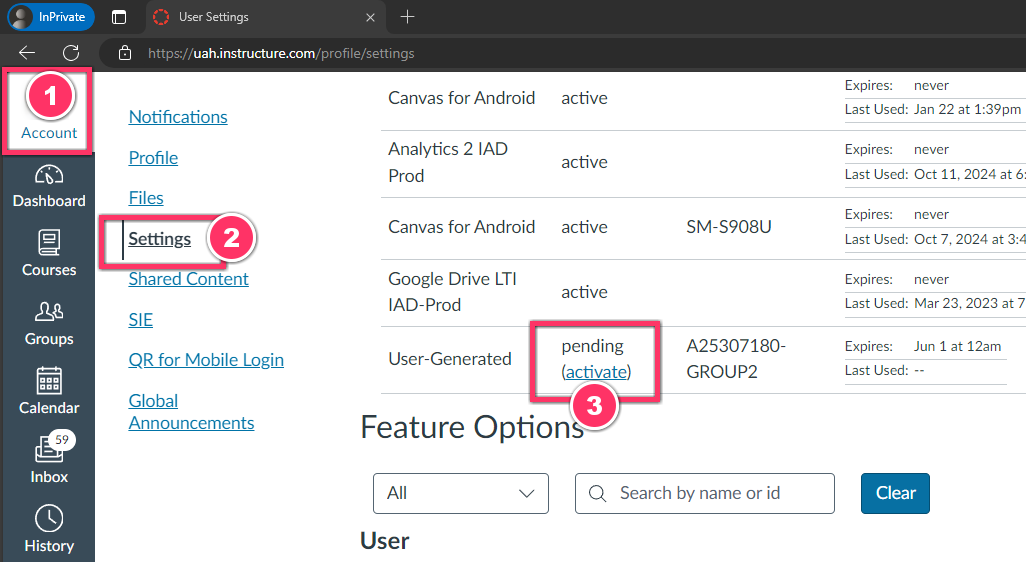 InPrivate
User Settings
https://uah.instructure.com/profile/settings
1
Account
Dashboard
Courses
Groups
Calendar
59
Inbox
History
Notifications
Profile
Files
Settings
2
Shared Content
SIE
QR for Mobile Login
Global
Announcements
Canvas for Android active Expires: never
Last Used: Jan 22 at 1:39pm
Analytics 2 IAD
Prod
active
Expires: never
Last Used: Oct 11, 2024 at 6:
Canvas for Android active SM-S908U
Expires: never
Last Used: Oct 7, 2024 at 3:4
Google Drive LTI
IAD-Prod
active
Expires: never
Last Used: Mar 23, 2023 at 7
User-Generated
pending
(activate)
3
A25307180-
GROUP2
Expires: Jun 1 at 12am
Last Used: --
Feature Options
All
Search by name or id
Clear
User